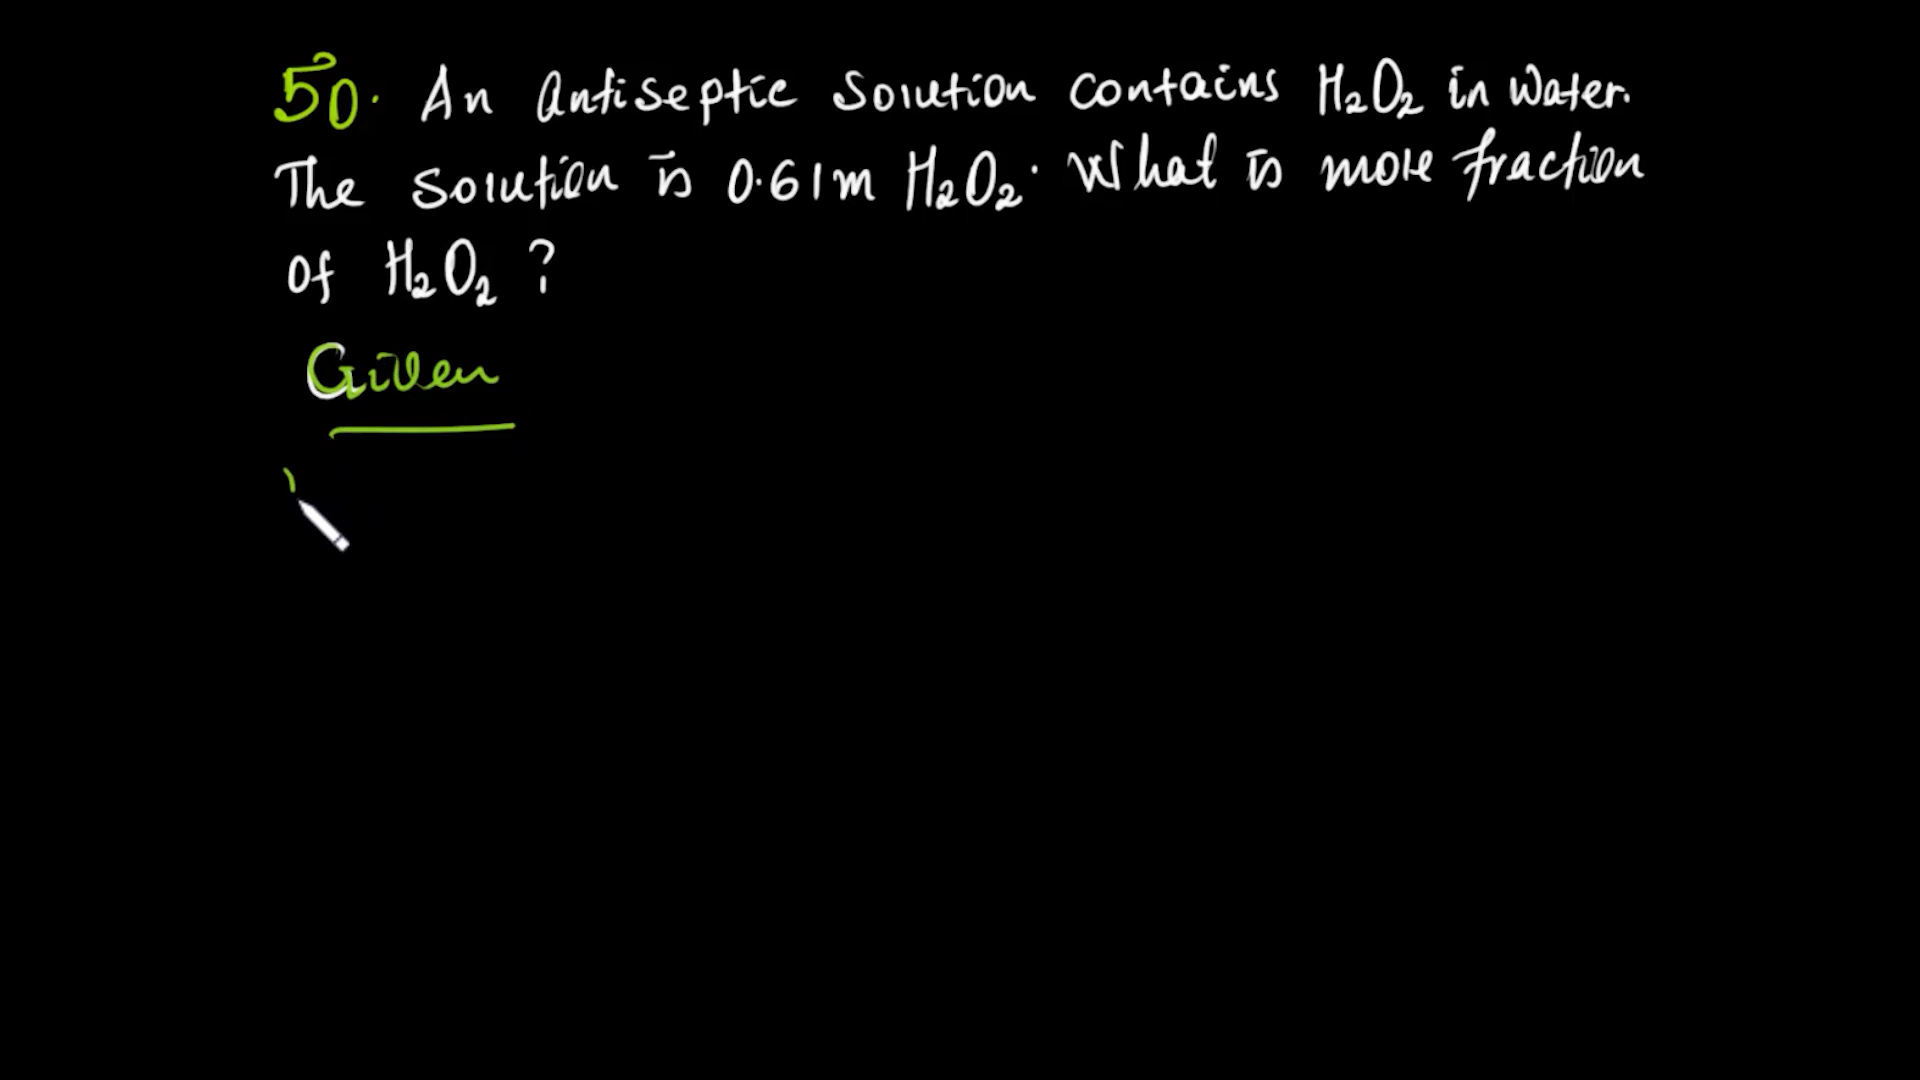 50. An antiseptic solution contains H₂O₂ in water.
The solution is 0.61m H₂O₂. What is mole fraction
of H₂O₂ ?
Given